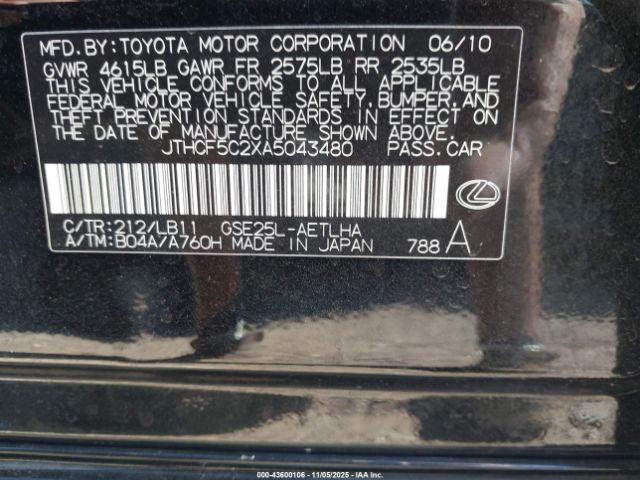 MFD.BY:TOYOTA MOTOR CORPORATION 06/10
GVWR 4615LB GAWR FR 2575LB RR 2535LB
THIS VEHICLE CONFORMS TO ALL APPLICABLE
FEDERAL MOTOR VEHICLE SAFETY,BUMPER,AND
THEFT PREVENTION STANDARDS IN EFFECT ON
THE DATE OF MANUFACTURE SHOWN ABOVE.
JTHCF5C2XA5043480 PASS.CAR
C/TR:212/LB11 GSE25L-AETLHA
A/TM:B04A/A760H MADE IN JAPAN 788 A
000-43600106 - 11/05/2025 - IAA Inc.